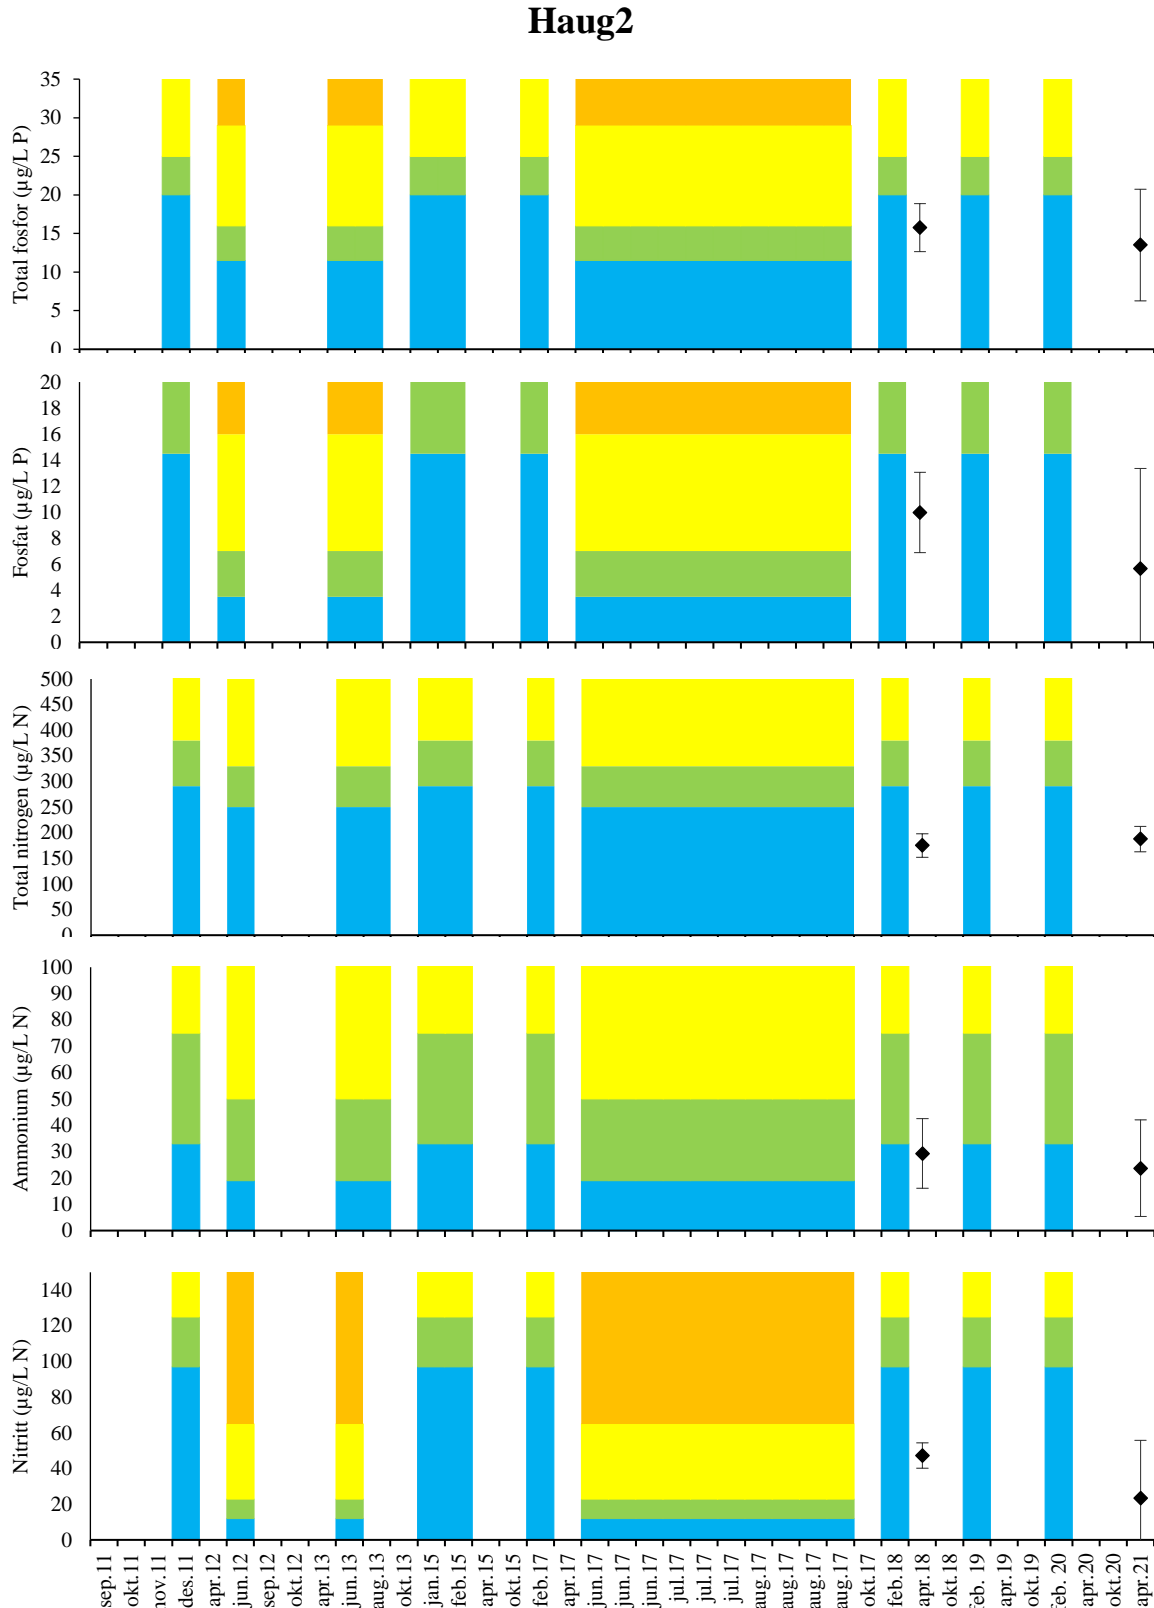 Haug2
Total fosfor (µg/L P)
35
30
25
20
15
10
5
0
Fosfat (µg/L P)
20
18
16
14
12
10
8
6
4
2
0
Total nitrogen (µg/L N)
500
450
400
350
300
250
200
150
100
50
0
Ammonium (µg/L N)
100
90
80
70
60
50
40
30
20
10
0
Nitritt (µg/L N)
140
120
100
80
60
40
20
0
sep.11
okt.11
nov.11
des.11
apr.12
jun.12
sep.12
okt.12
apr.13
jun.13
aug.13
okt.13
jan.15
feb.15
apr.15
okt.15
feb.17
apr.17
jun.17
jun.17
jun.17
jul.17
jul.17
jul.17
aug.17
aug.17
aug.17
aug.17
okt.17
feb.18
apr.18
okt.18
feb. 19
apr.19
okt.19
feb. 20
apr.20
okt.20
apr.21